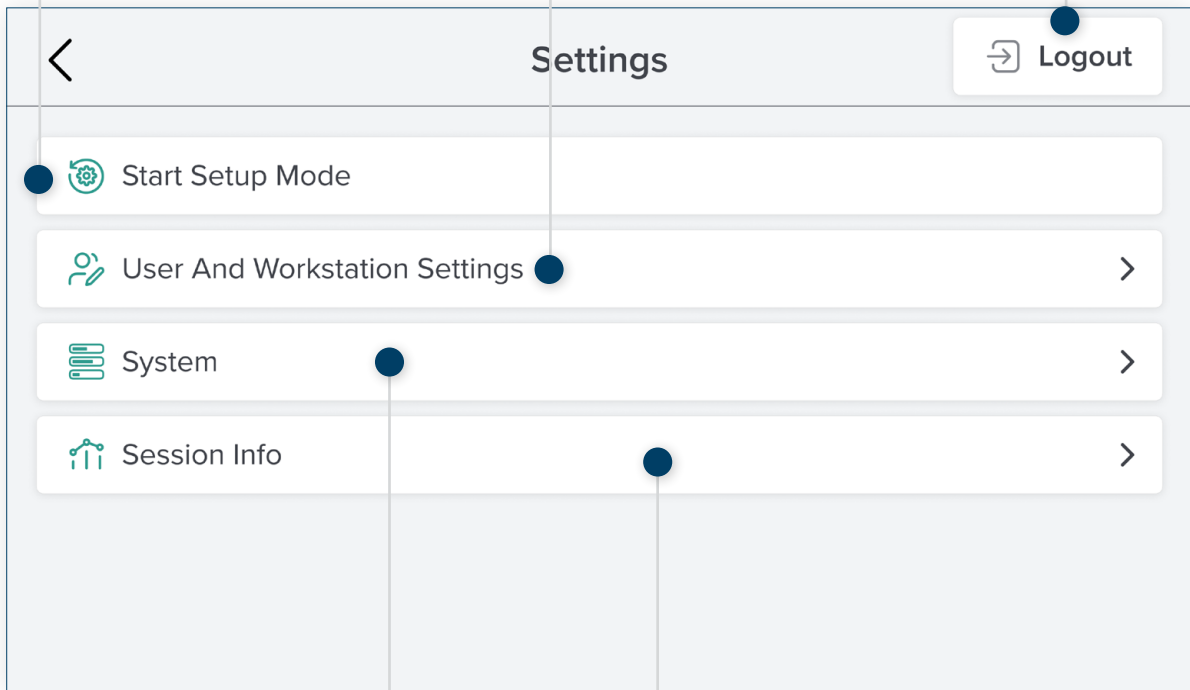 Settings
Logout
Start Setup Mode
User And Workstation Settings
System
Session Info